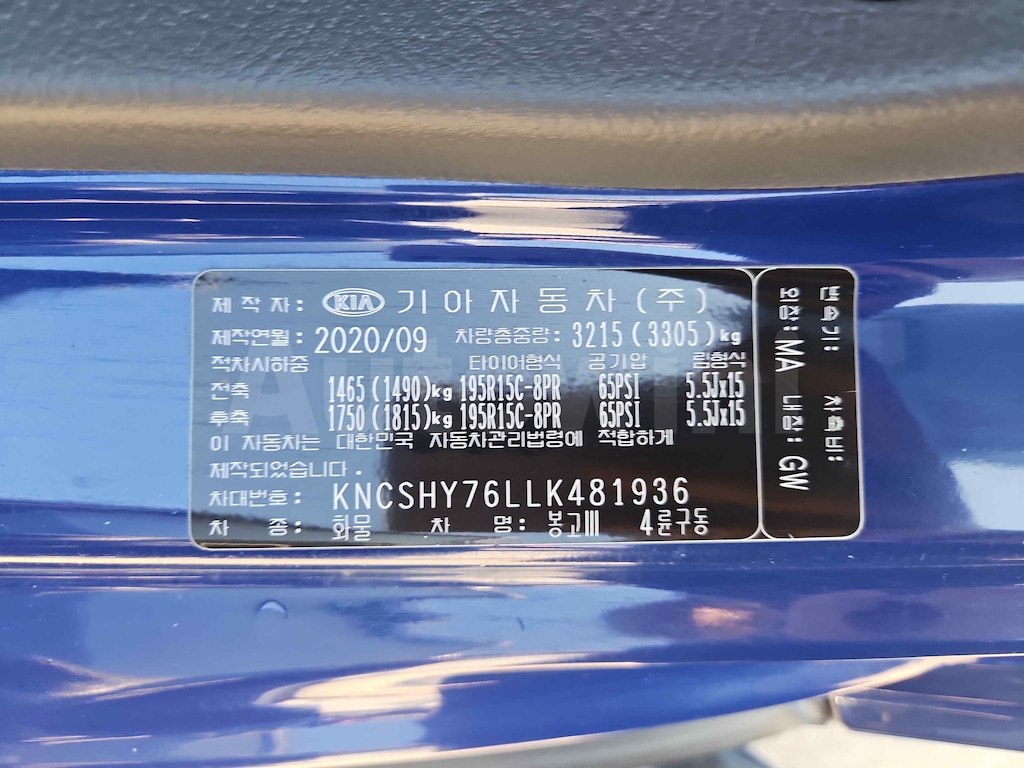 제 작 자: KIA 기아자동차(주)
제작연월: 2020/09 차량총중량: 3215(3305)kg
적차시하중 타이어형식 공기압 림형식
전축 1465(1490)kg 195R15C-8PR 65PSI 5.5Jx15
후축 1750(1815)kg 195R15C-8PR 65PSI 5.5Jx15
이 자동차는 대한민국 자동차관리법령에 적합하게
제작되었습니다.
차대번호: KNCSHY76LLK481936
차 종: 화물 차 명: 봉고Ⅲ 4륜구동
변속기: 차축비:
외장: MA 내장: GW